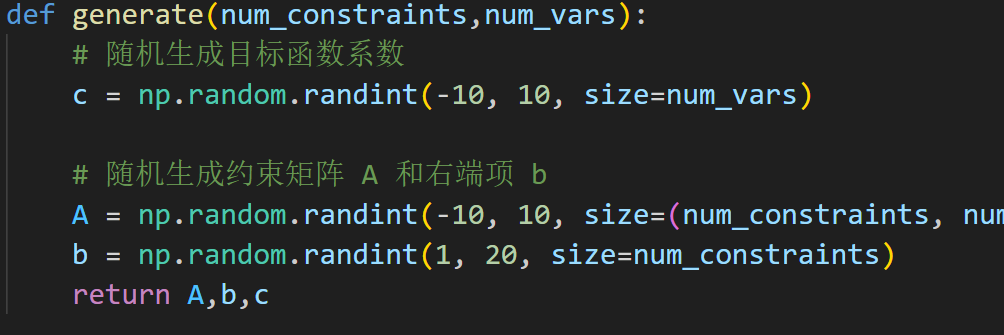 def generate(num_constraints,num_vars):
# 随机生成目标函数系数
c = np.random.randint(-10, 10, size=num_vars)
# 随机生成约束矩阵 A 和右端项 b
A = np.random.randint(-10, 10, size=(num_constraints, num
b = np.random.randint(1, 20, size=num_constraints)
return A,b,c